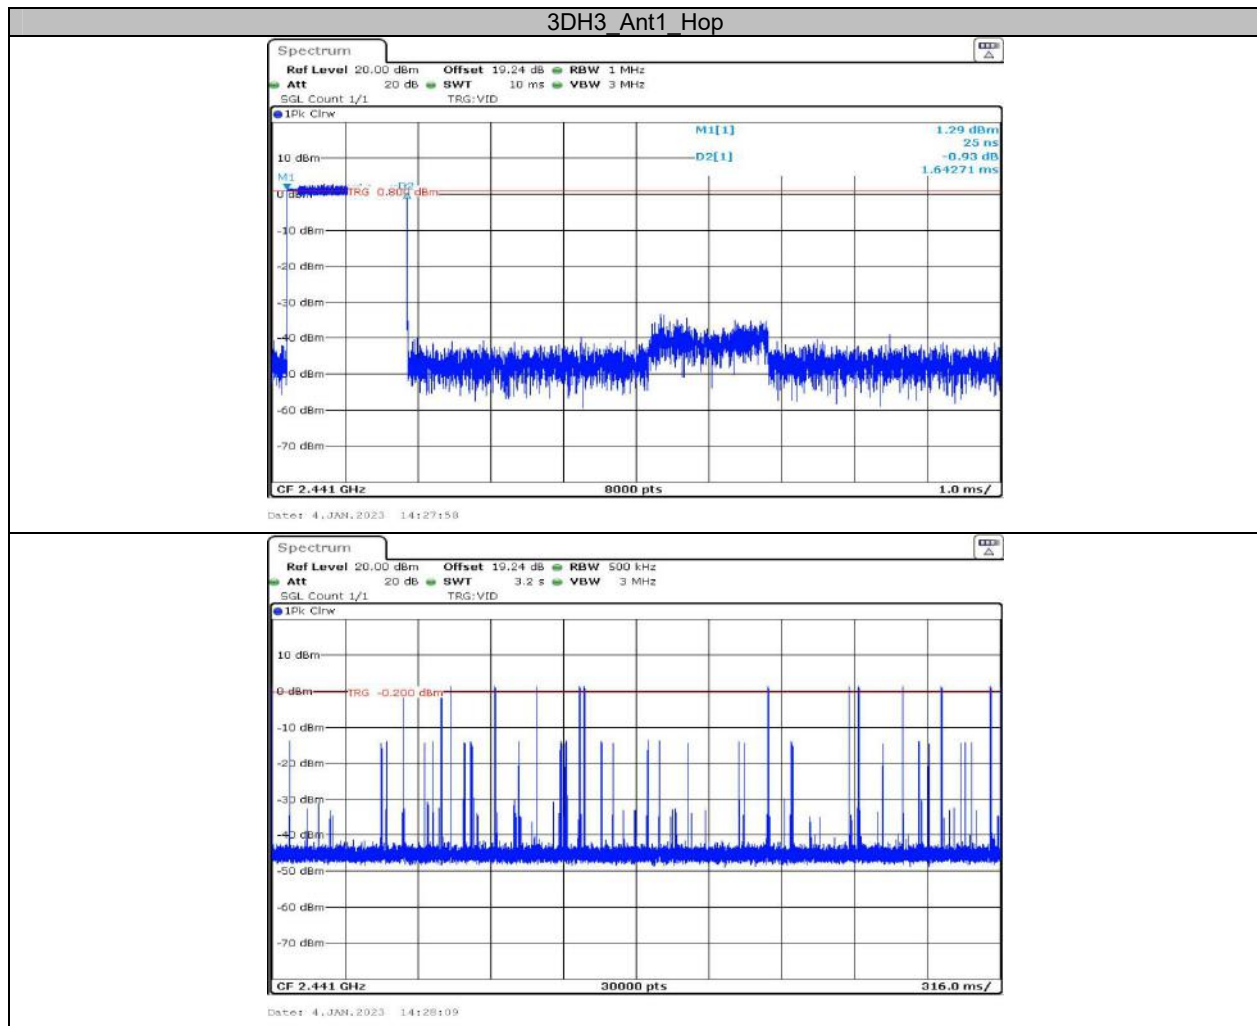 3DH3_Ant1_Hop
Spectrum
Ref Level 20.00 dBm Offset 19.24 dB RBW 1 MHz
Att 20 dB SWT 10 ms VBW 3 MHz
SGL Count 1/1 TRG:VID
1Pk Clrw
M1[1] 1.29 dBm
25 ns
D2[1] -0.93 dB
1.64271 ms
10 dBm
M1
D2
0 dBm
TRG 0.800 dBm
-10 dBm
-20 dBm
-30 dBm
-40 dBm
-50 dBm
-60 dBm
-70 dBm
CF 2.441 GHz 8000 pts 1.0 ms/
Date: 4.JAN.2023 14:27:58
Spectrum
Ref Level 20.00 dBm Offset 19.24 dB RBW 500 kHz
Att 20 dB SWT 3.2 s VBW 3 MHz
SGL Count 1/1 TRG:VID
1Pk Clrw
10 dBm
0 dBm
TRG -0.200 dBm
-10 dBm
-20 dBm
-30 dBm
-40 dBm
-50 dBm
-60 dBm
-70 dBm
CF 2.441 GHz 30000 pts 316.0 ms/
Date: 4.JAN.2023 14:28:09